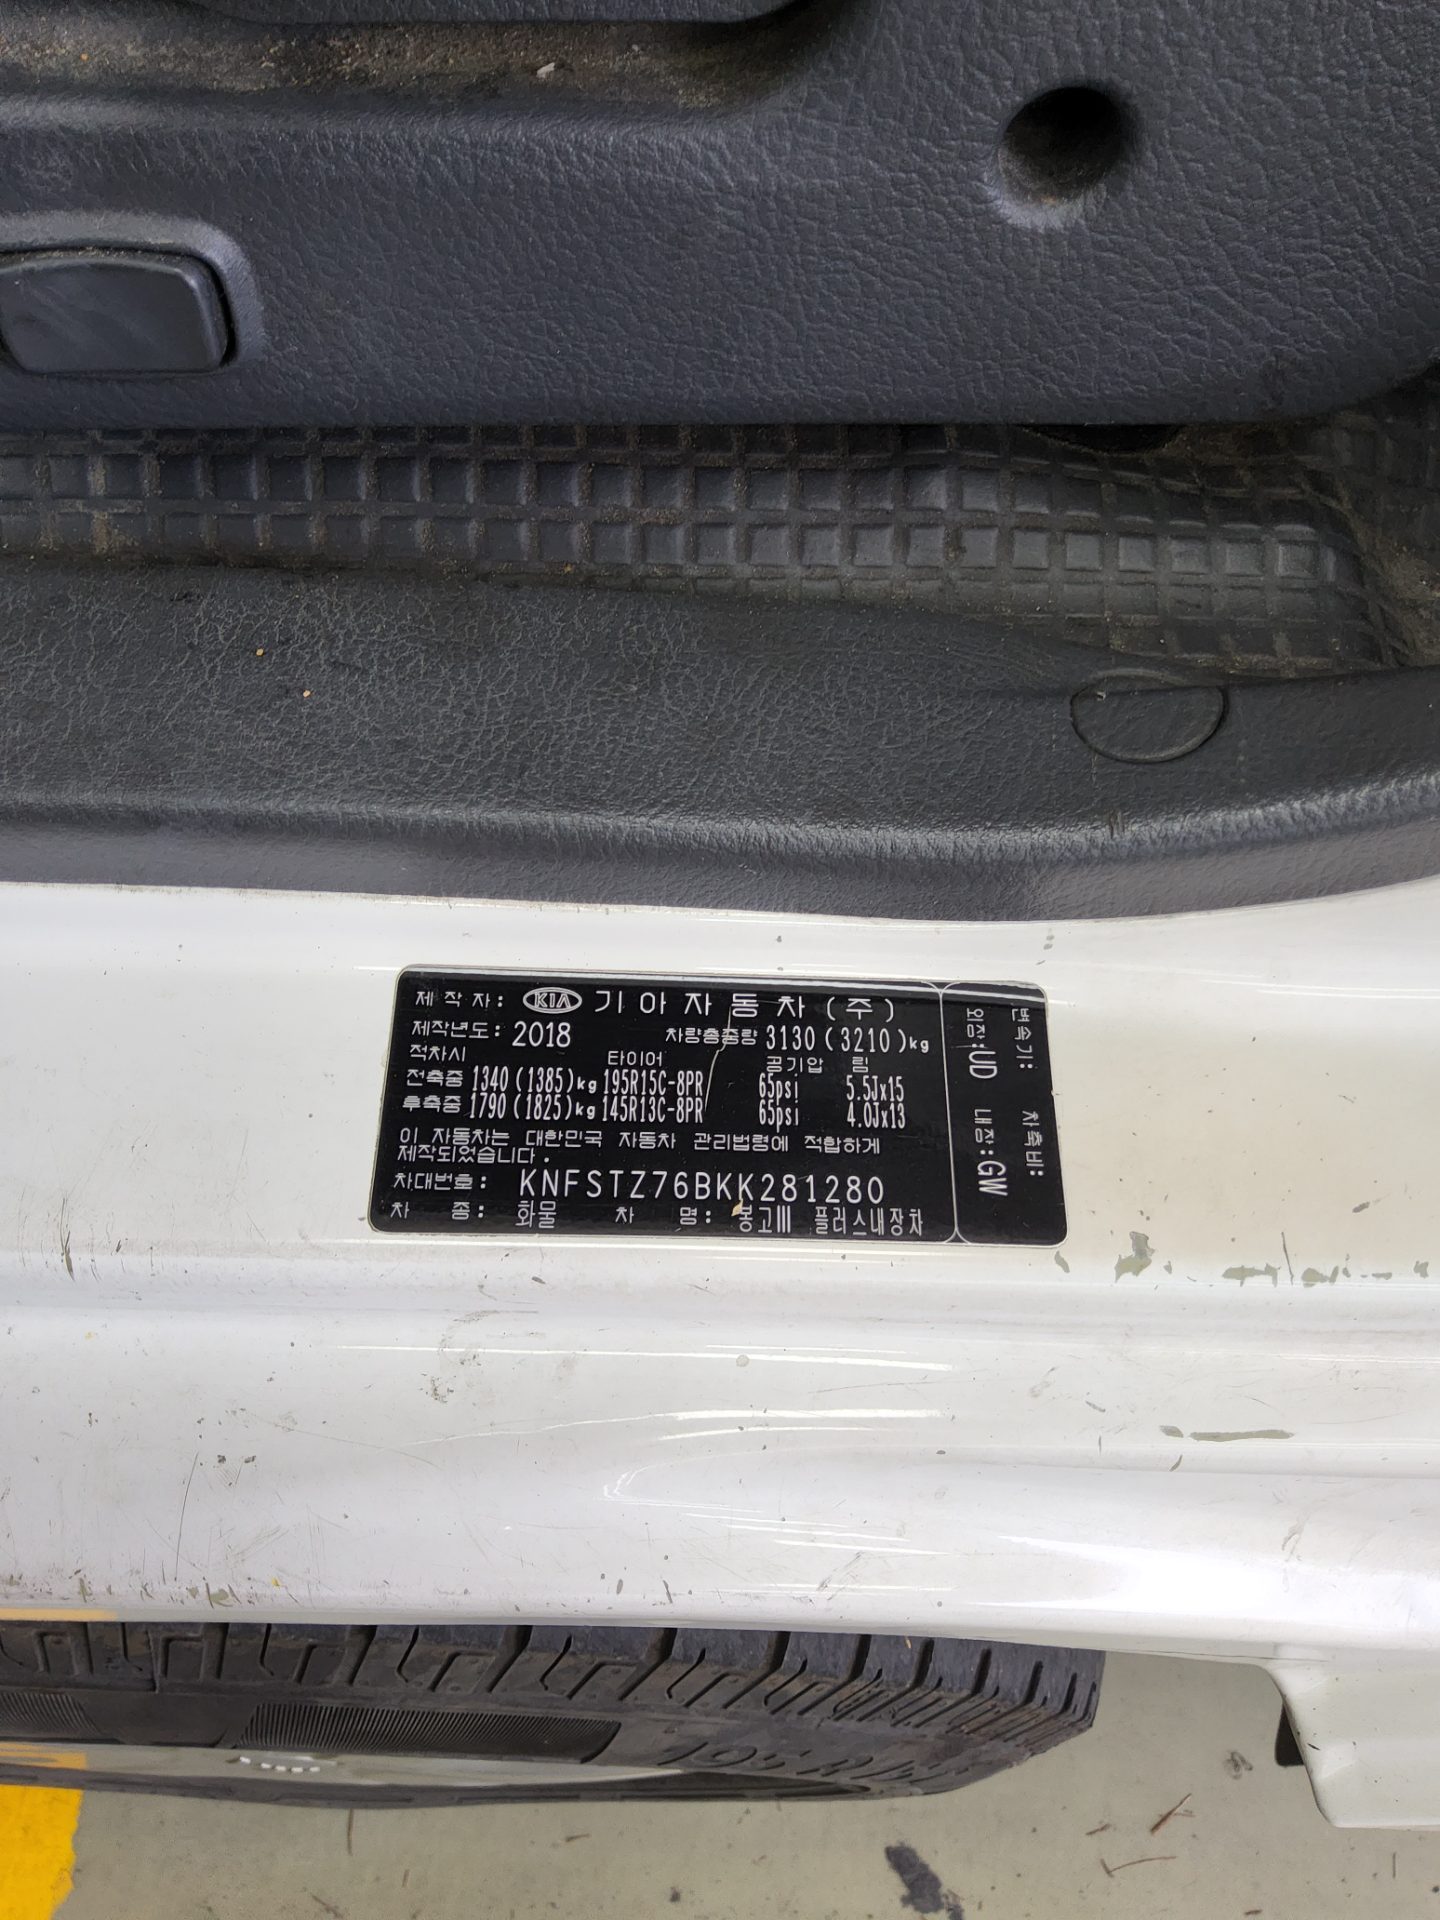 제 작 자: KIA 기아자동차(주)
제작년도: 2018 차량총중량 3130(3210)kg
적차시 타이어 공기압 림
전축중 1340(1385)kg 195R15C-8PR 65psi 5.5Jx15
후축중 1790(1825)kg 145R13C-8PR 65psi 4.0Jx13
이 자동차는 대한민국 자동차 관리법령에 적합하게
제작되었습니다.
차대번호: KNFSTZ76BKK281280
차 종: 화물 차 명: 봉고III 플러스내장차
변속기: 차축비:
외장:UD 내장:GW